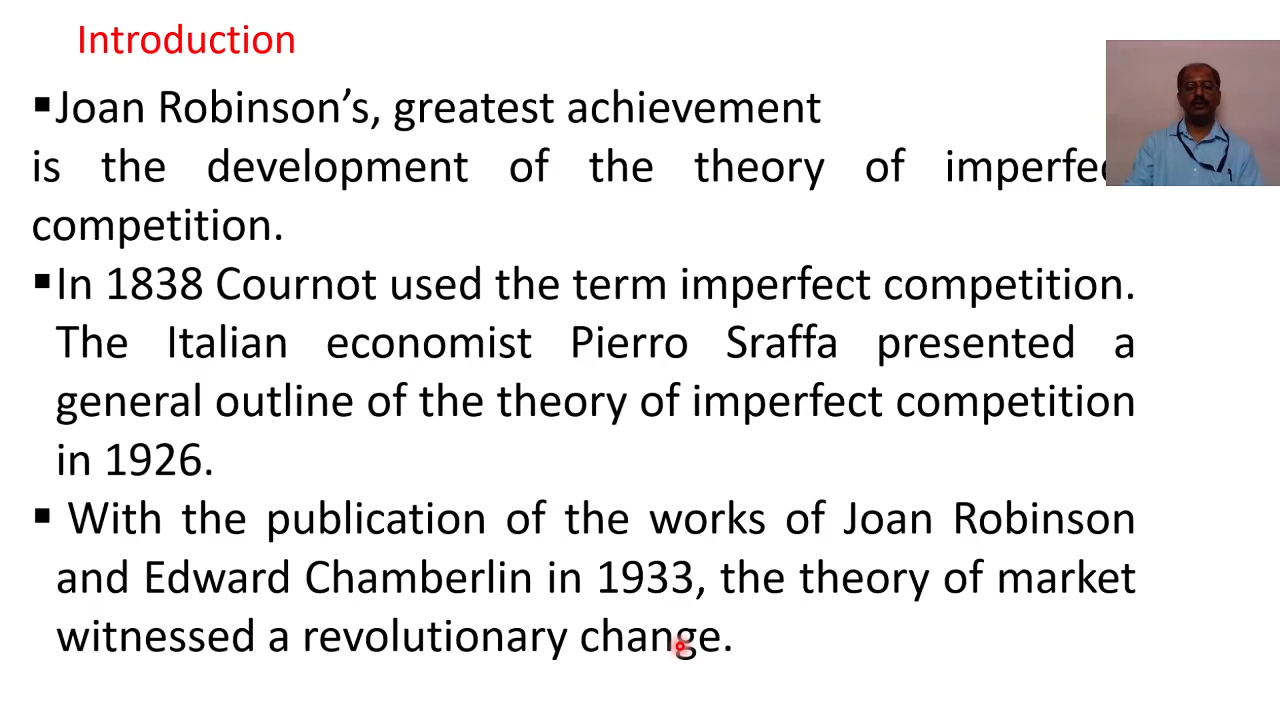 Introduction
▪Joan Robinson’s, greatest achievement
is the development of the theory of
competition.
▪In 1838 Cournot used the term imperfect competition.
The Italian economist Pierro Sraffa presented a
general outline of the theory of imperfect competition
in 1926.
▪ With the publication of the works of Joan Robinson
and Edward Chamberlin in 1933, the theory of market
witnessed a revolutionary change.